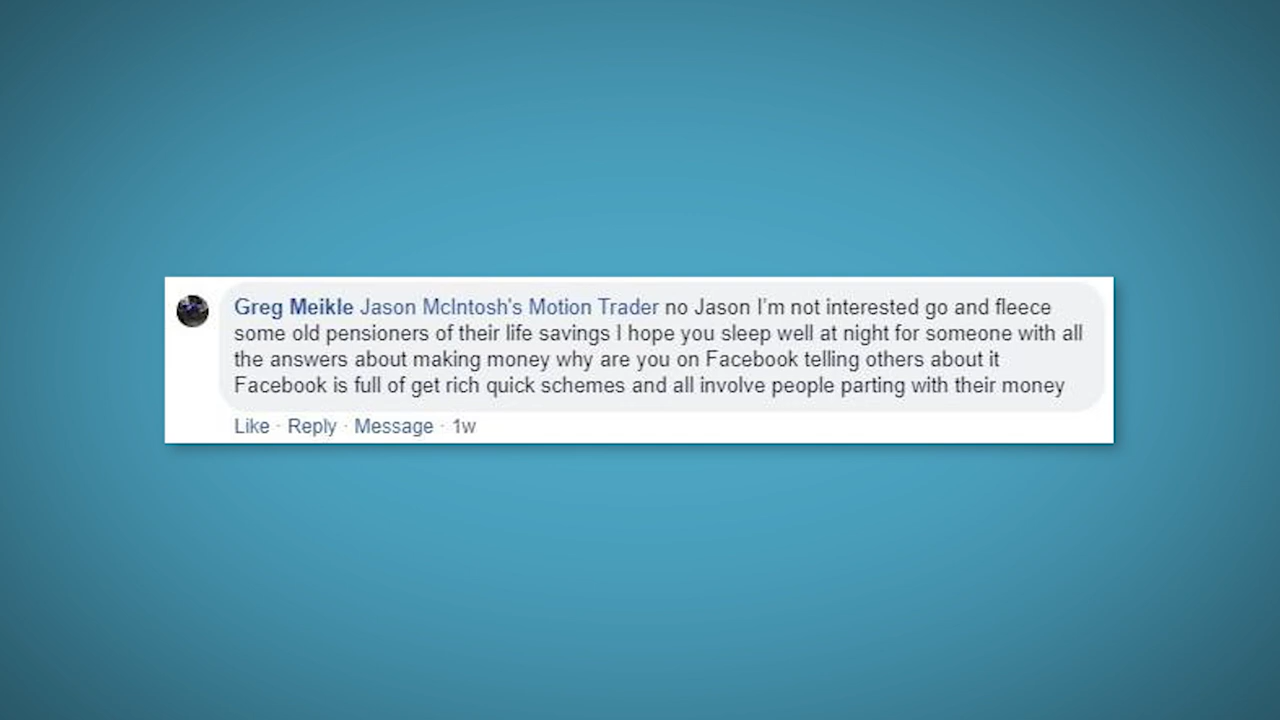 Greg Meikle Jason McIntosh's Motion Trader no Jason I'm not interested go and fleece
some old pensioners of their life savings I hope you sleep well at night for someone with all
the answers about making money why are you on Facebook telling others about it
Facebook is full of get rich quick schemes and all involve people parting with their money
Like · Reply · Message · 1w